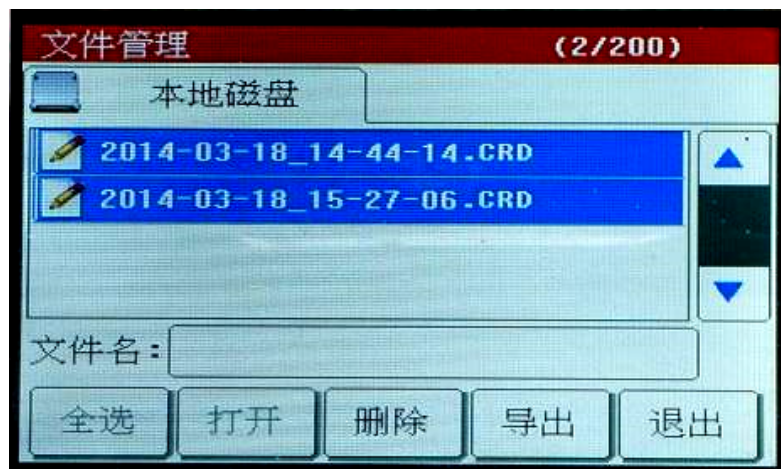 文件管理 (2/200)
本地磁盘
2014-03-18_14-44-14.CRD
2014-03-18_15-27-06.CRD
文件名:
全选 打开 删除 导出 退出